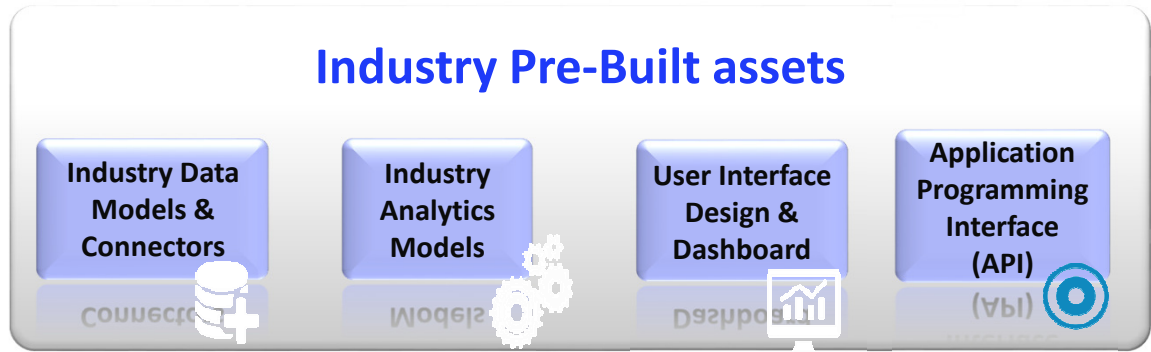 Industry Pre-Built assets
Industry Data
Models &
Connectors
Industry
Analytics
Models
User Interface
Design &
Dashboard
Application
Programming
Interface
(API)